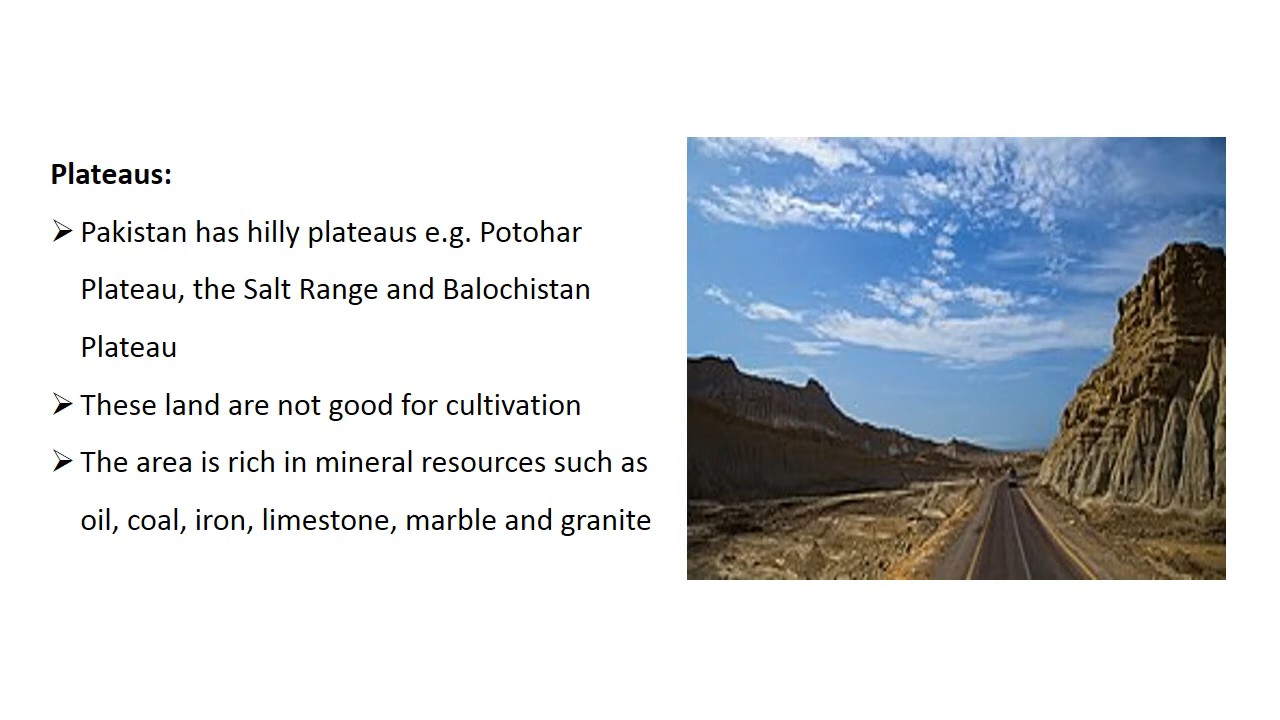 Plateaus:
➢ Pakistan has hilly plateaus e.g. Potohar
Plateau, the Salt Range and Balochistan
Plateau
➢ These land are not good for cultivation
➢ The area is rich in mineral resources such as
oil, coal, iron, limestone, marble and granite